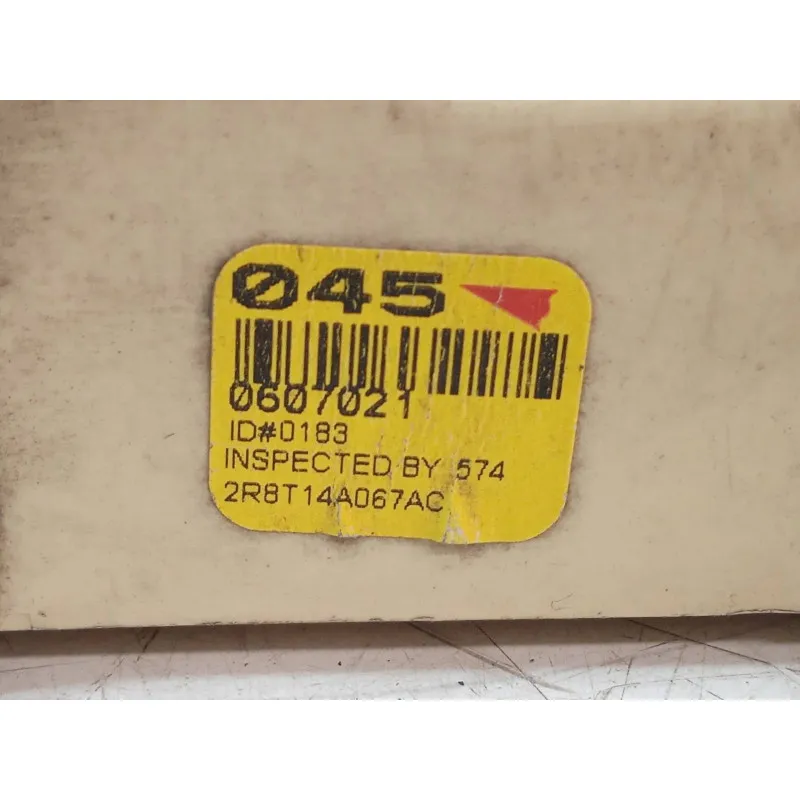 045
0607021
ID#0183
INSPECTED BY 574
2R8T14A067AC